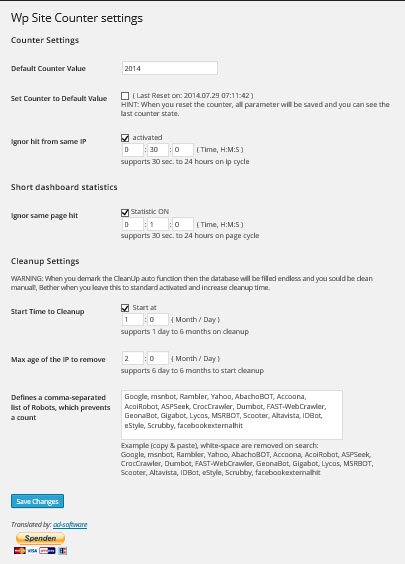 Wp Site Counter settings
Counter Settings
Default Counter Value
2014
Set Counter to Default Value
( Last Reset on: 2014.07.29 07:11:42 )
HINT: When you reset the counter, all parameter will be saved and you can see the
last counter state.
Ignor hit from same IP
activated
0 : 30 : 0 ( Time, H:M:S )
supports 30 sec. to 24 hours on ip cycle
Short dashboard statistics
Ignor same page hit
Statistic ON
0 : 1 : 0 ( Time, H:M:S )
supports 30 sec. to 24 hours on page cycle
Cleanup Settings
WARNING: When you demark the CleanUp auto function then the database will be filled endless and you sould be clean
manual!, Bether when you leave this to standard activated and increase cleanup time.
Start Time to Cleanup
Start at
1 : 0 ( Month / Day )
supports 1 day to 6 months on cleanup
Max age of the IP to remove
2 : 0 ( Month / Day )
supports 6 day to 6 months to start cleanup
Defines a comma-separated
list of Robots, which prevents
a count
Google, msnbot, Rambler, Yahoo, AbachoBOT, Accoona,
AcoiRobot, ASPSeek, CrocCrawler, Dumbot, FAST-WebCrawler,
GeonaBot, Gigabot, Lycos, MSRBOT, Scooter, Altavista, IDBot,
eStyle, Scrubby, facebookexternalhit
Example (copy & paste), white-space are removed on search:
Google, msnbot, Rambler, Yahoo, AbachoBOT, Accoona, AcoiRobot, ASPSeek,
CrocCrawler, Dumbot, FAST-WebCrawler, GeonaBot, Gigabot, Lycos, MSRBOT,
Scooter, Altavista, IDBot, eStyle, Scrubby, facebookexternalhit
Save Changes
Translated by: ad-software
Spenden
VISA